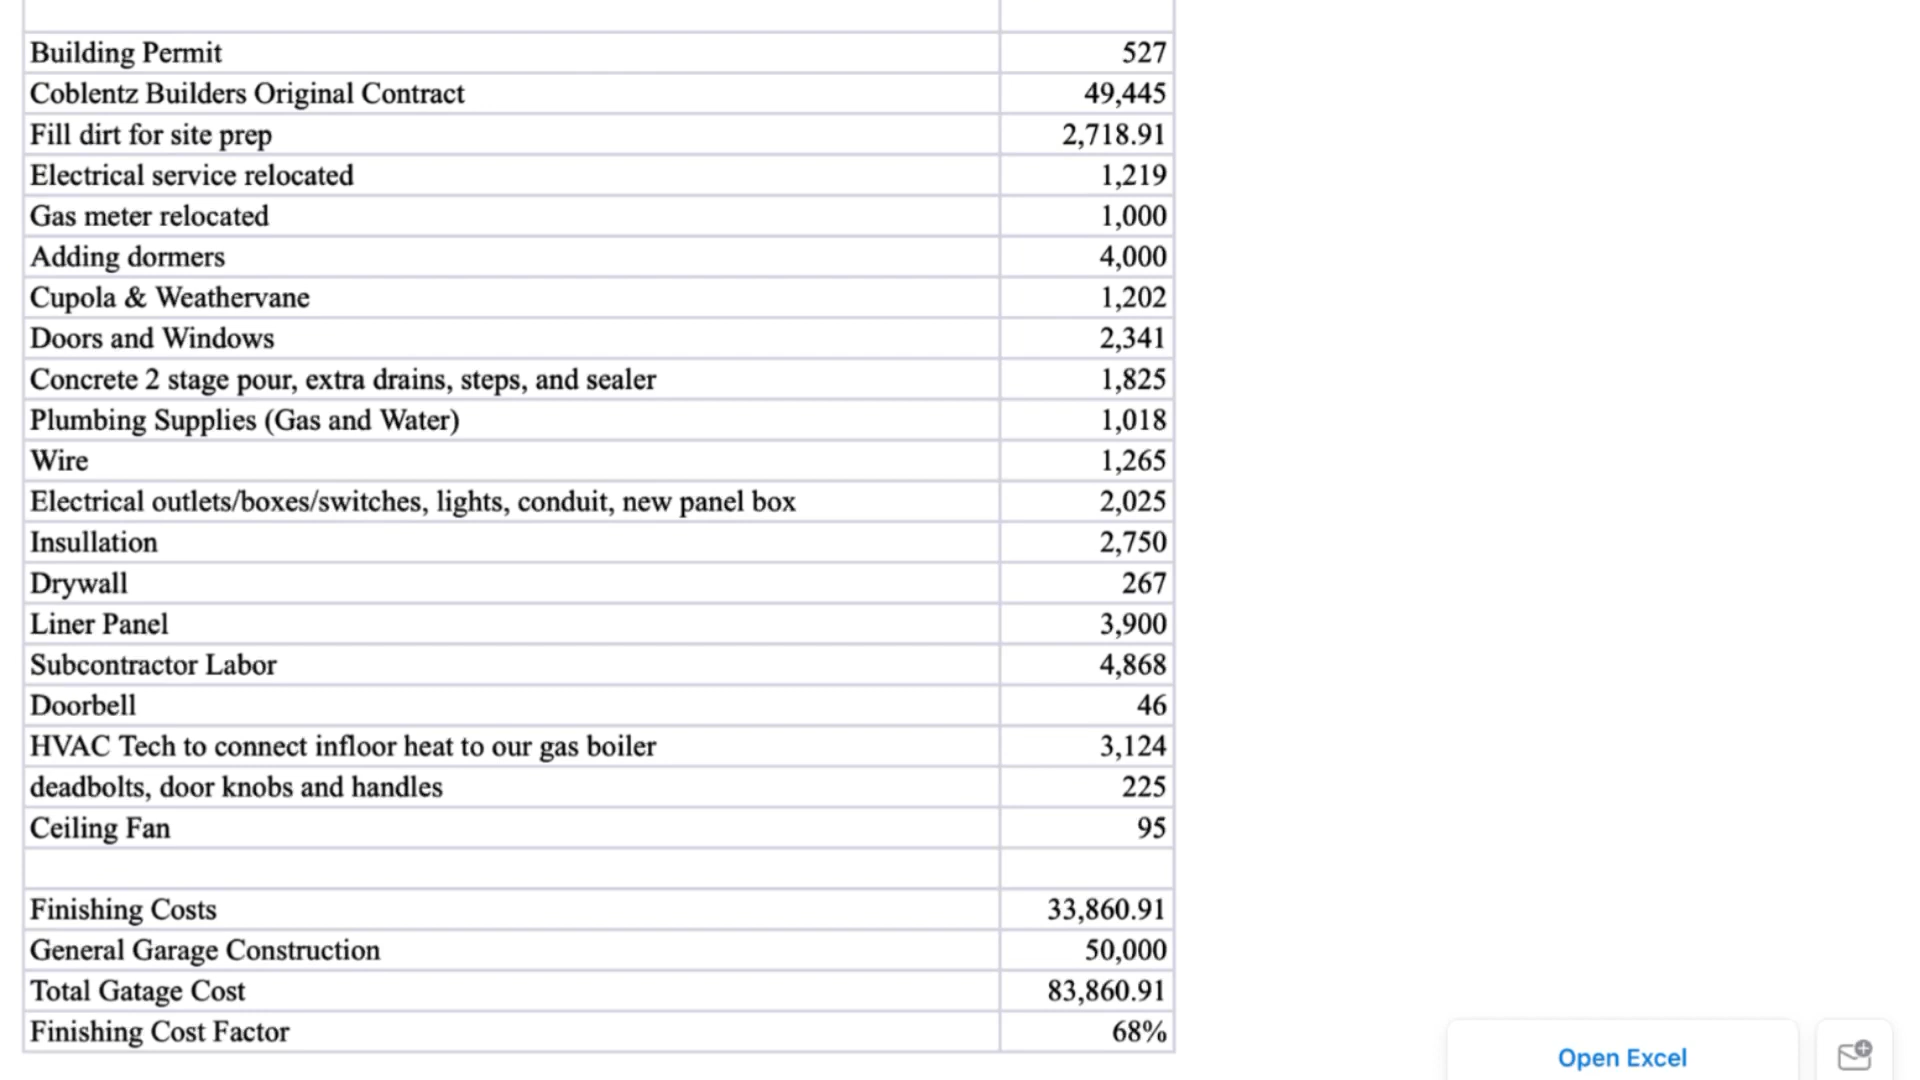 Building Permit 527
Coblentz Builders Original Contract 49,445
Fill dirt for site prep 2,718.91
Electrical service relocated 1,219
Gas meter relocated 1,000
Adding dormers 4,000
Cupola & Weathervane 1,202
Doors and Windows 2,341
Concrete 2 stage pour, extra drains, steps, and sealer 1,825
Plumbing Supplies (Gas and Water) 1,018
Wire 1,265
Electrical outlets/boxes/switches, lights, conduit, new panel box 2,025
Insullation 2,750
Drywall 267
Liner Panel 3,900
Subcontractor Labor 4,868
Doorbell 46
HVAC Tech to connect infloor heat to our gas boiler 3,124
deadbolts, door knobs and handles 225
Ceiling Fan 95
Finishing Costs 33,860.91
General Garage Construction 50,000
Total Gatage Cost 83,860.91
Finishing Cost Factor 68%
Open Excel